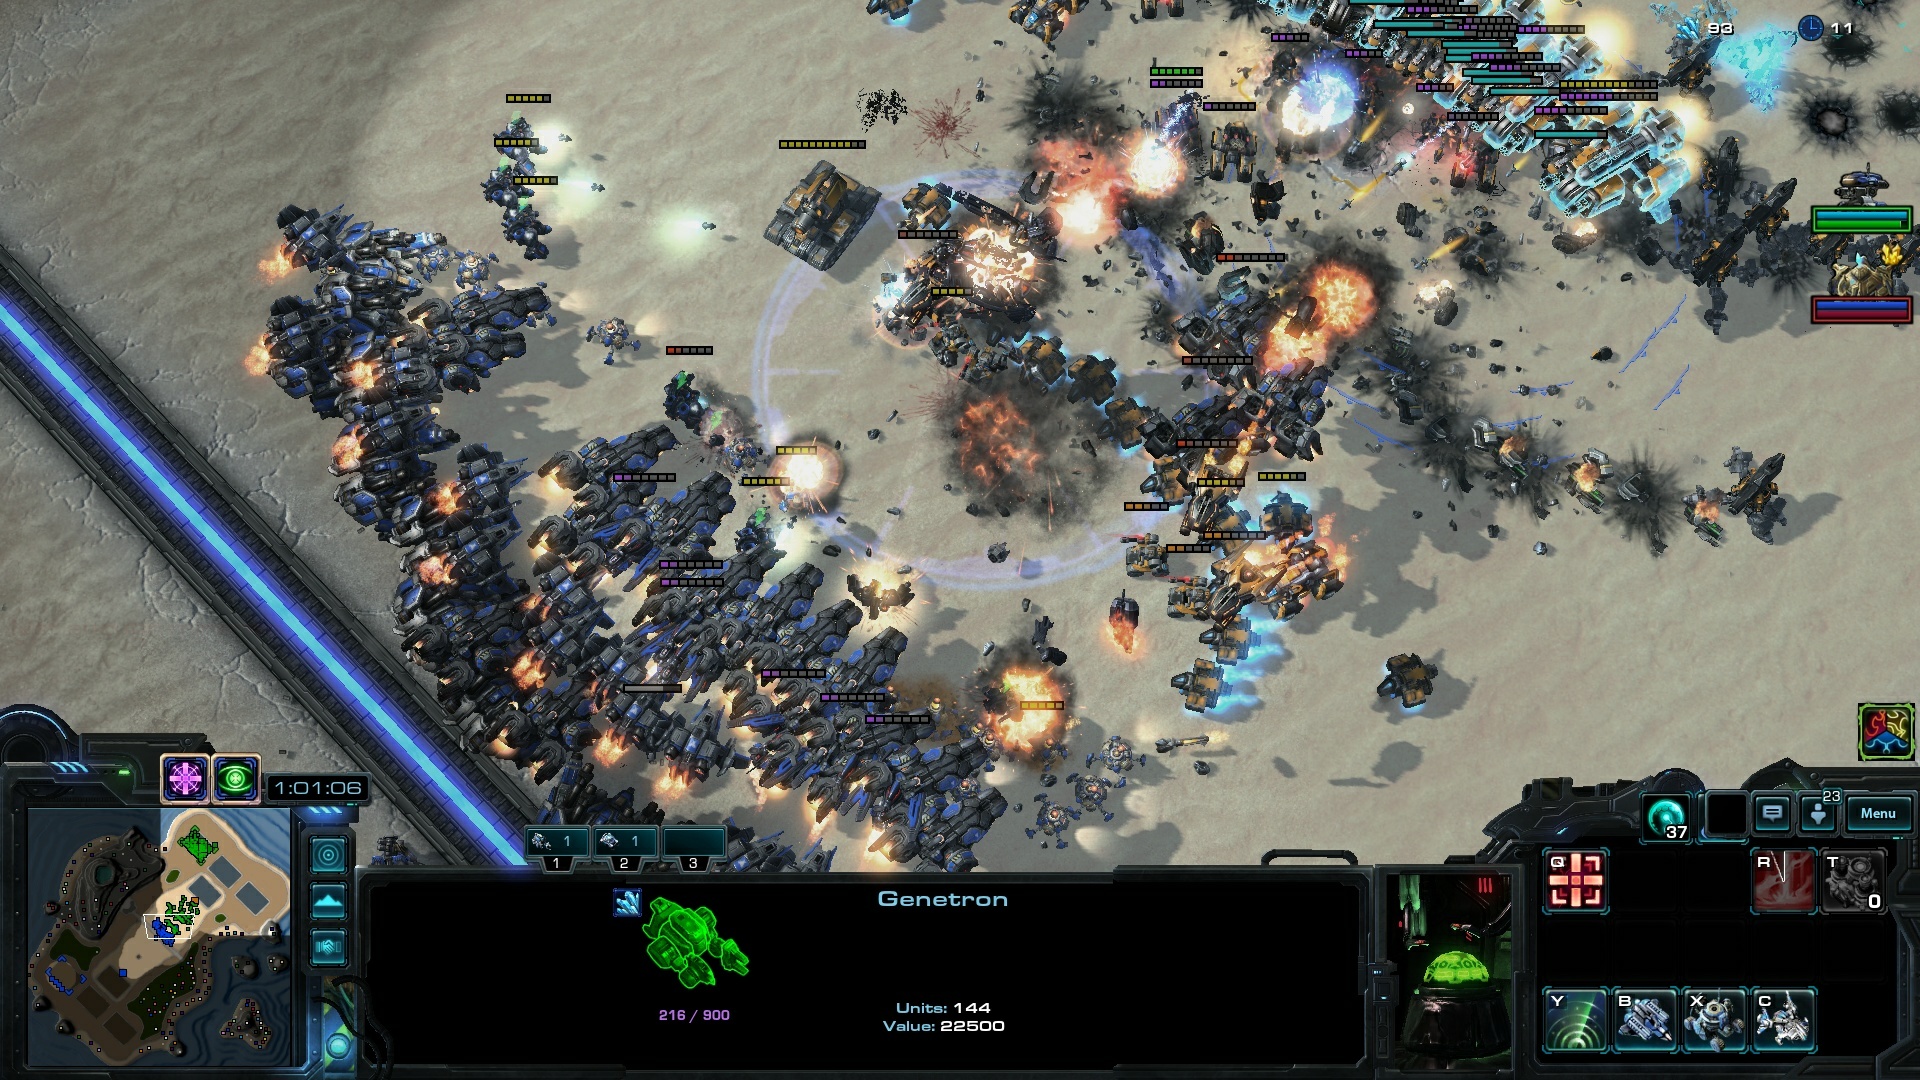 93 11
1:01:06
1 1
1 2 3
Genetron
216 / 900
Units: 144
Value: 22500
37
23
Menu
Q R T
0
Y B X C